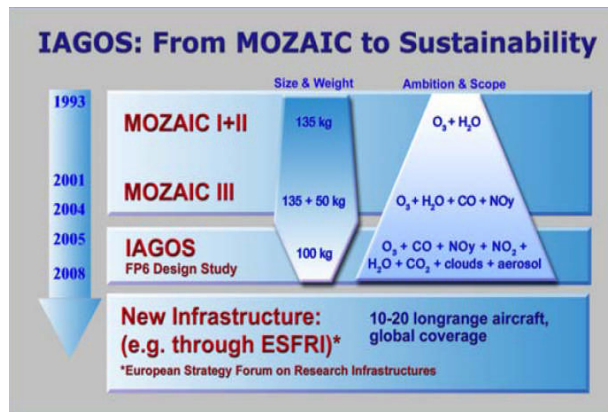 IAGOS: From MOZAIC to Sustainability
Size & Weight
Ambition & Scope
1993
MOZAIC I+II
135 kg
O₃ + H₂O
2001
MOZAIC III
135 + 50 kg
O₃ + H₂O + CO + NOy
2004
2005
IAGOS
100 kg
O₃ + CO + NOy + NO₂ +
H₂O + CO₂ + clouds + aerosol
FP6 Design Study
2008
New Infrastructure:
(e.g. through ESFRI)*
10-20 longrange aircraft,
global coverage
*European Strategy Forum on Research Infrastructures